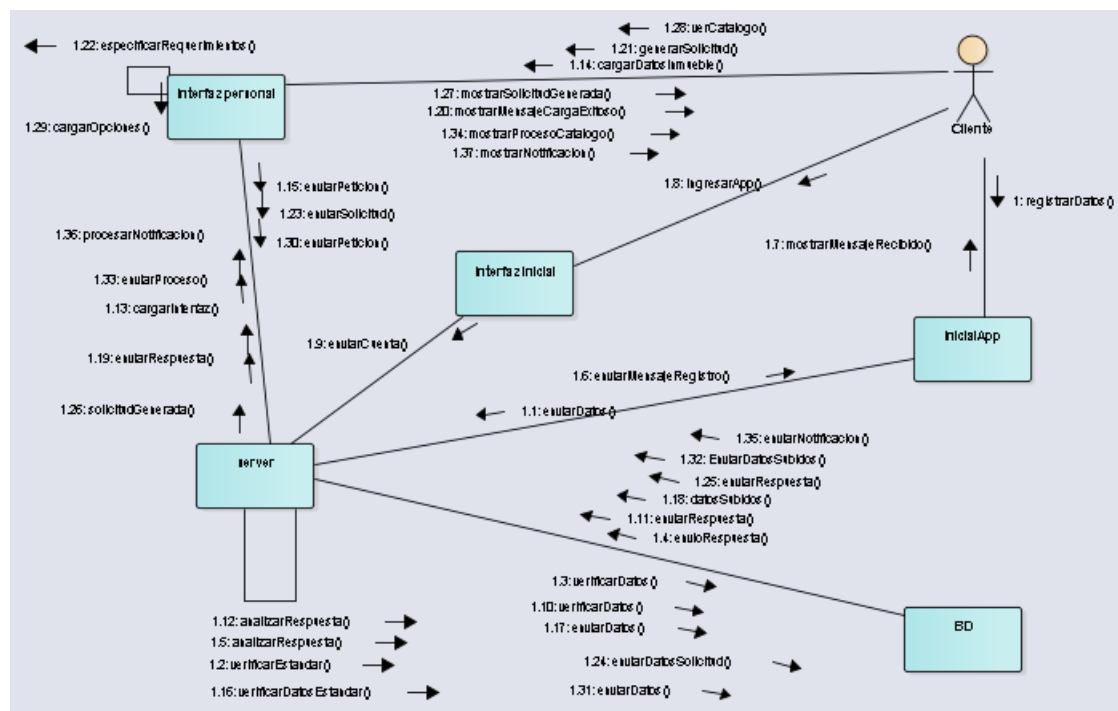 1.28: verCatalogo()
1.22: especificarRequerimientos()
1.21: generarSolicitud()
1.14: cargarDatosInmueble()
Interfaz personal
1.27: mostrarSolicitudGenerada()
1.20: mostrarMensajeCargaExitoso()
1.29: cargarOpciones()
1.34: mostrarProcesoCatalogo()
Cliente
1.37: mostrarNotificacion()
1.15: enviarPeticion()
1.8: IngresarApp()
1: registrarDatos()
1.23: enviarSolicitud()
1.36: procesarNotificacion()
1.30: enviarPeticion()
1.7: mostrarMensajeRecibido()
1.33: enviarProceso()
Interfaz Inicial
1.13: cargarInterfaz()
1.9: enviarCuenta()
InicialApp
1.19: enviarRespuesta()
1.6: enviarMensajeRegistro()
1.26: solicitudGenerada()
1.1: enviarDatos()
1.35: enviarNotificacion()
server
1.32: EnviarDatosSubidos()
1.25: enviarRespuesta()
1.18: datosSubidos()
1.11: enviarRespuesta()
1.4: envioRespuesta()
1.3: verificarDatos()
1.12: analizarRespuesta()
1.10: verificarDatos()
BD
1.17: enviarDatos()
1.5: analizarRespuesta()
1.2: verificarEstandar()
1.24: enviarDatosSolicitud()
1.16: verificarDatosEstandar()
1.31: enviarDatos()